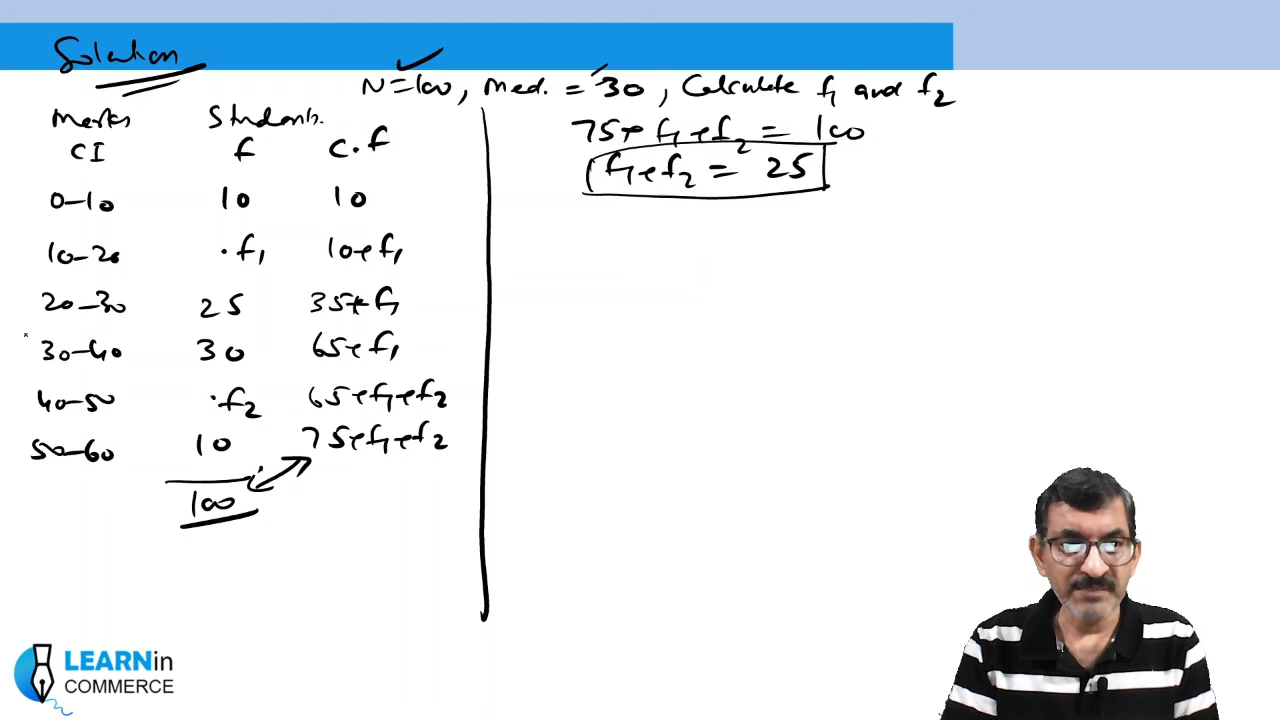 Solution
N=100, Med. = 30, Calculate f1 and f2
Marks Students.
CI f C.f
0-10 10 10
10-20 f1 10+f1
20-30 25 35+f1
30-40 30 65+f1
40-50 f2 65+f1+f2
50-60 10 75+f1+f2
100
75+f1+f2 = 100
f1+f2 = 25
LEARNin
COMMERCE